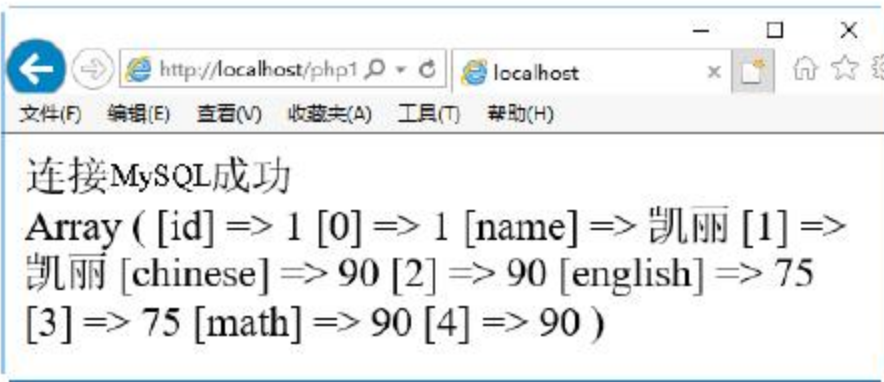 http://localhost/php1
localhost
文件(F) 编辑(E) 查看(V) 收藏夹(A) 工具(T) 帮助(H)
连接MySQL成功
Array ( [id] => 1 [0] => 1 [name] => 凯丽 [1] =>
凯丽 [chinese] => 90 [2] => 90 [english] => 75
[3] => 75 [math] => 90 [4] => 90 )